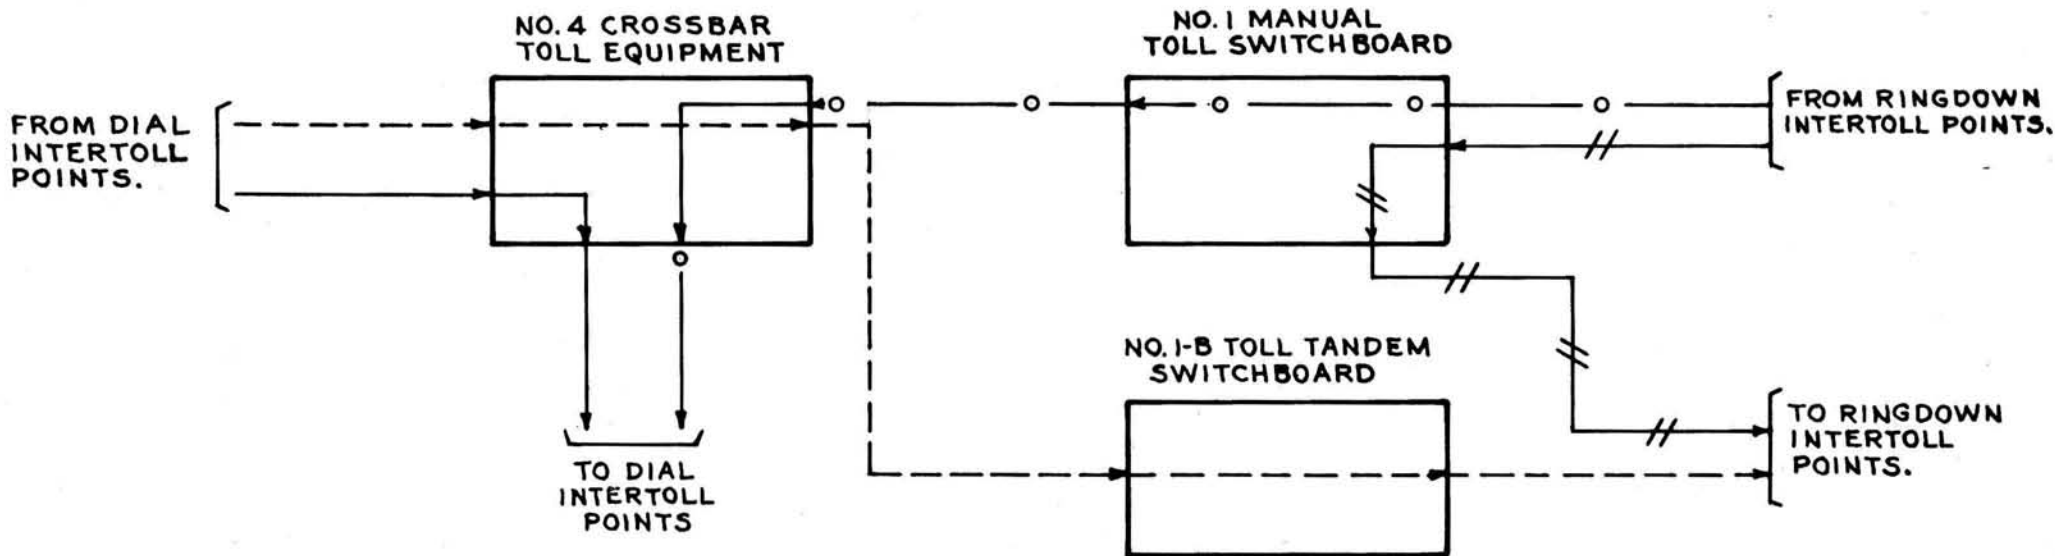 NO. 4 CROSSBAR
TOLL EQUIPMENT
NO. 1 MANUAL
TOLL SWITCHBOARD
FROM DIAL
INTERTOLL
POINTS.
FROM RINGDOWN
INTERTOLL POINTS.
NO. 1-B TOLL TANDEM
SWITCHBOARD
TO DIAL
INTERTOLL
POINTS
TO RINGDOWN
INTERTOLL
POINTS.